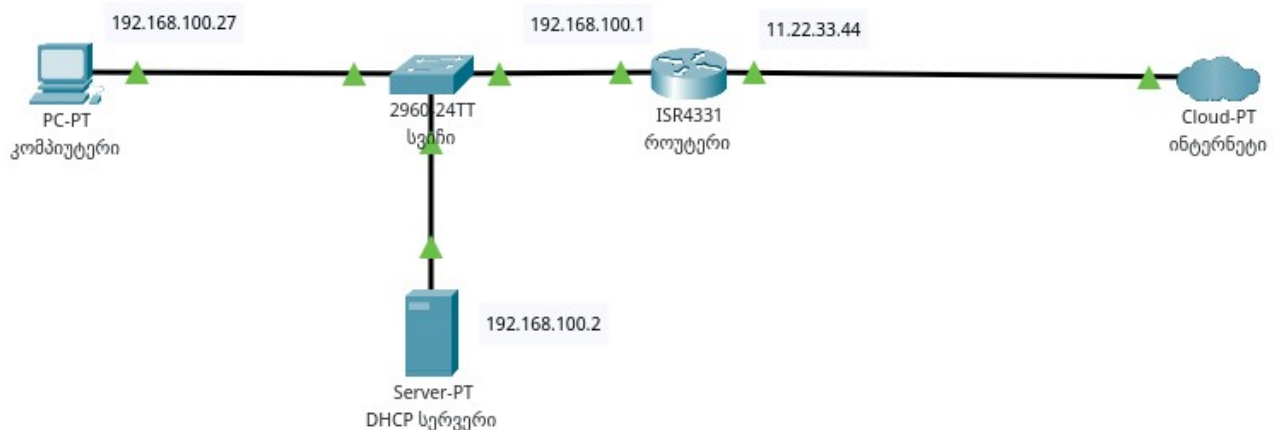 192.168.100.27
192.168.100.1
11.22.33.44
PC-PT
კომპიუტერი
2960-24TT
სვიჩი
ISR4331
როუტერი
Cloud-PT
ინტერნეტი
192.168.100.2
Server-PT
DHCP სერვერი